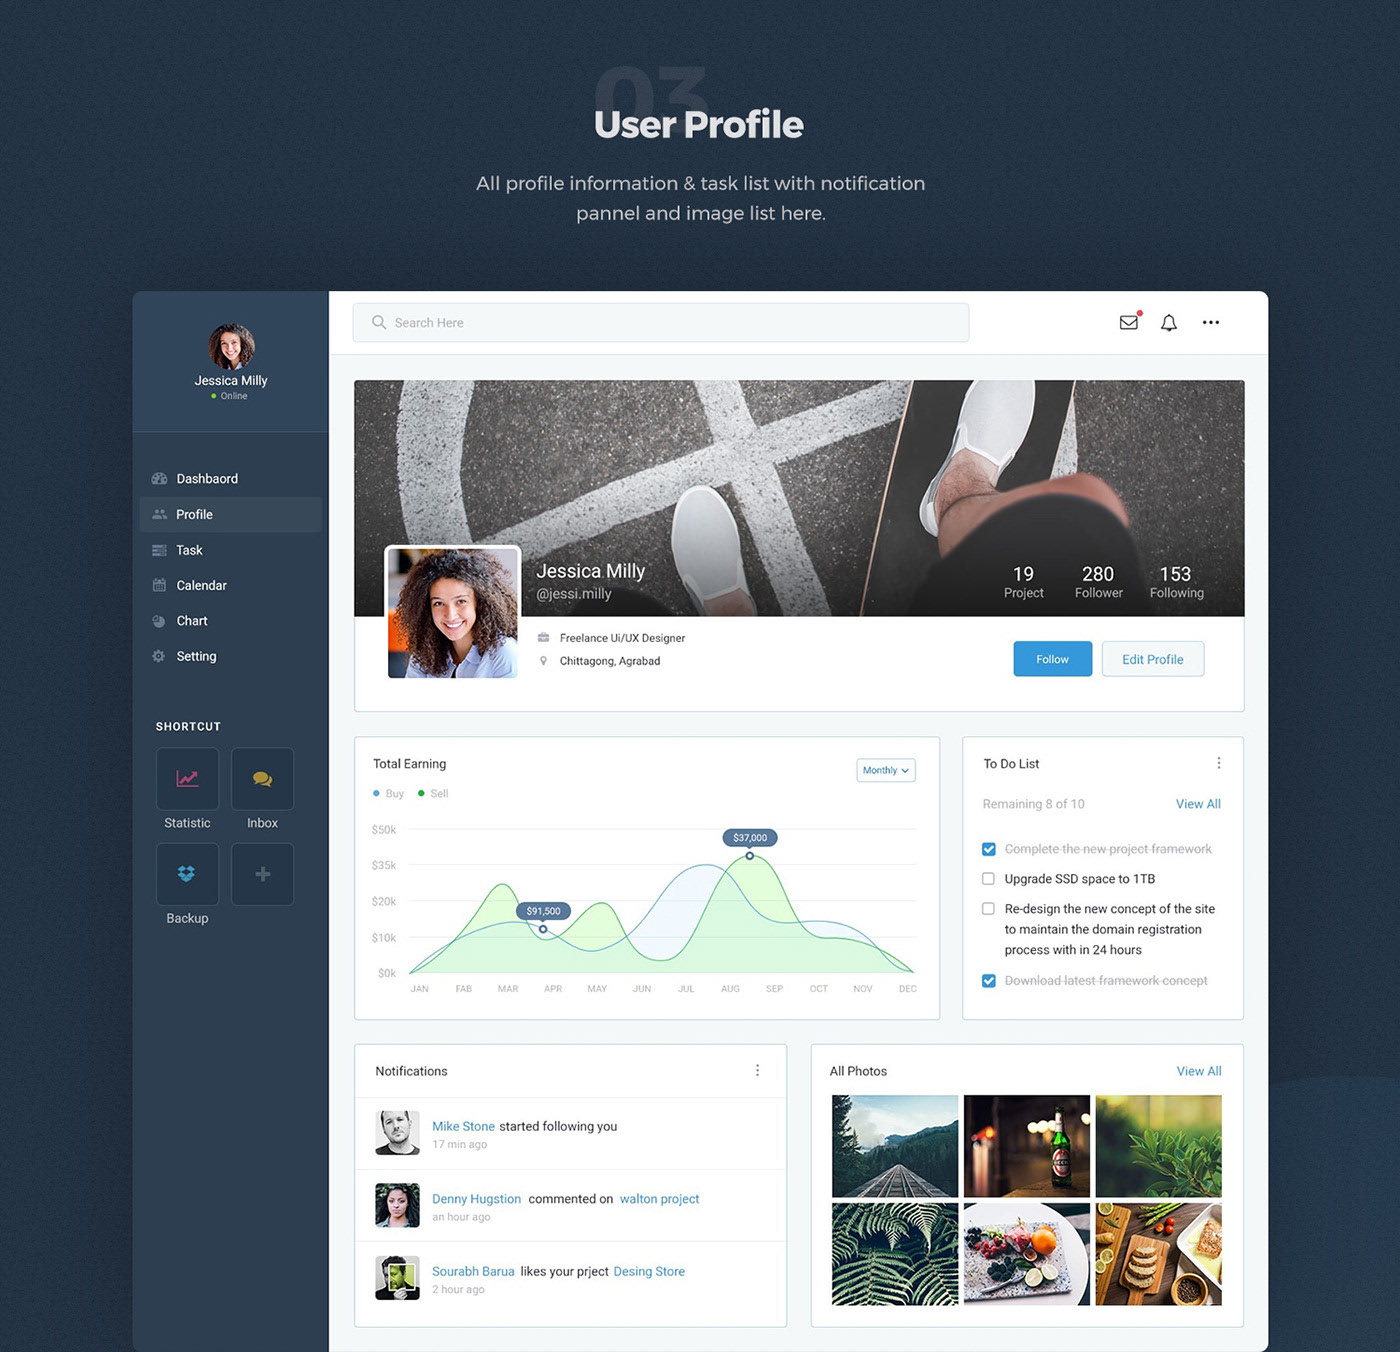 03
User Profile
All profile information & task list with notification
pannel and image list here.
Jessica Milly
Online
Dashbaord
Profile
Task
Calendar
Chart
Setting
SHORTCUT
Statistic
Inbox
Backup
Search Here
Jessica Milly
@jessi.milly
19
Project
280
Follower
153
Following
Freelance Ui/UX Designer
Chittagong, Agrabad
Follow
Edit Profile
Total Earning
Monthly
Buy
Sell
$50k
$35k
$20k
$10k
$0k
$91,500
$37,000
JAN FAB MAR APR MAY JUN JUL AUG SEP OCT NOV DEC
To Do List
Remaining 8 of 10
View All
Complete the new project framework
Upgrade SSD space to 1TB
Re-design the new concept of the site
to maintain the domain registration
process with in 24 hours
Download latest framework concept
Notifications
Mike Stone started following you
17 min ago
Denny Hugstion commented on walton project
an hour ago
Sourabh Barua likes your prject Desing Store
2 hour ago
All Photos
View All